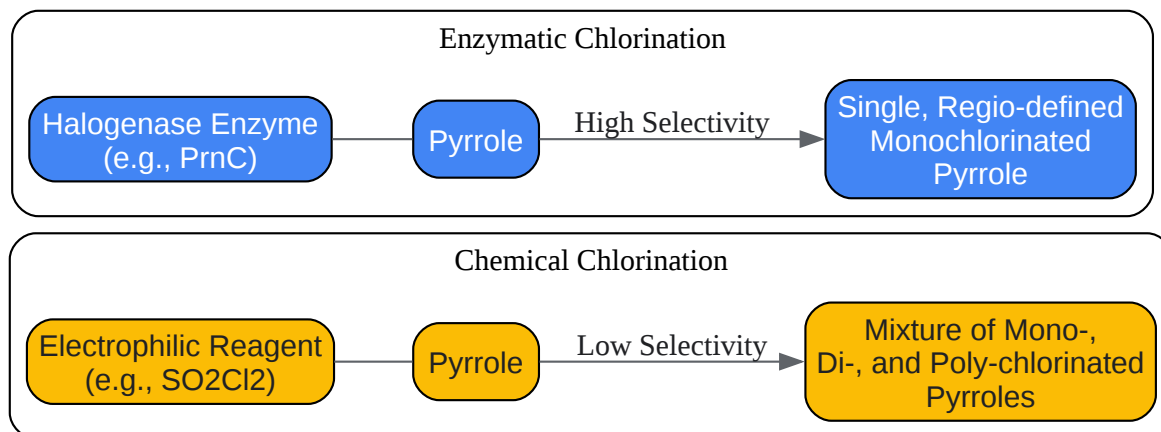 Enzymatic Chlorination
Halogenase Enzyme
(e.g., PrnC)
Pyrrole
High Selectivity
Single, Regio-defined
Monochlorinated
Pyrrole
Chemical Chlorination
Electrophilic Reagent
(e.g., SO2Cl2)
Pyrrole
Low Selectivity
Mixture of Mono-,
Di-, and Poly-chlorinated
Pyrroles